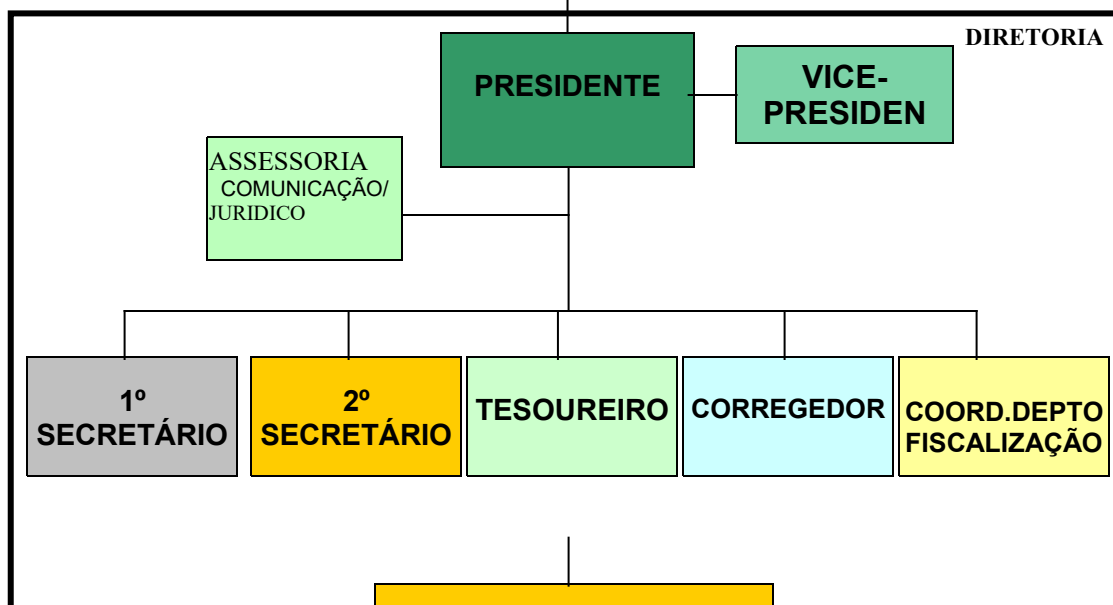 DIRETORIA
PRESIDENTE
VICE-
PRESIDEN
ASSESSORIA
COMUNICAÇÃO/
JURIDICO
1º
SECRETÁRIO
2º
SECRETÁRIO
TESOUREIRO
CORREGEDOR
COORD.DEPTO
FISCALIZAÇÃO